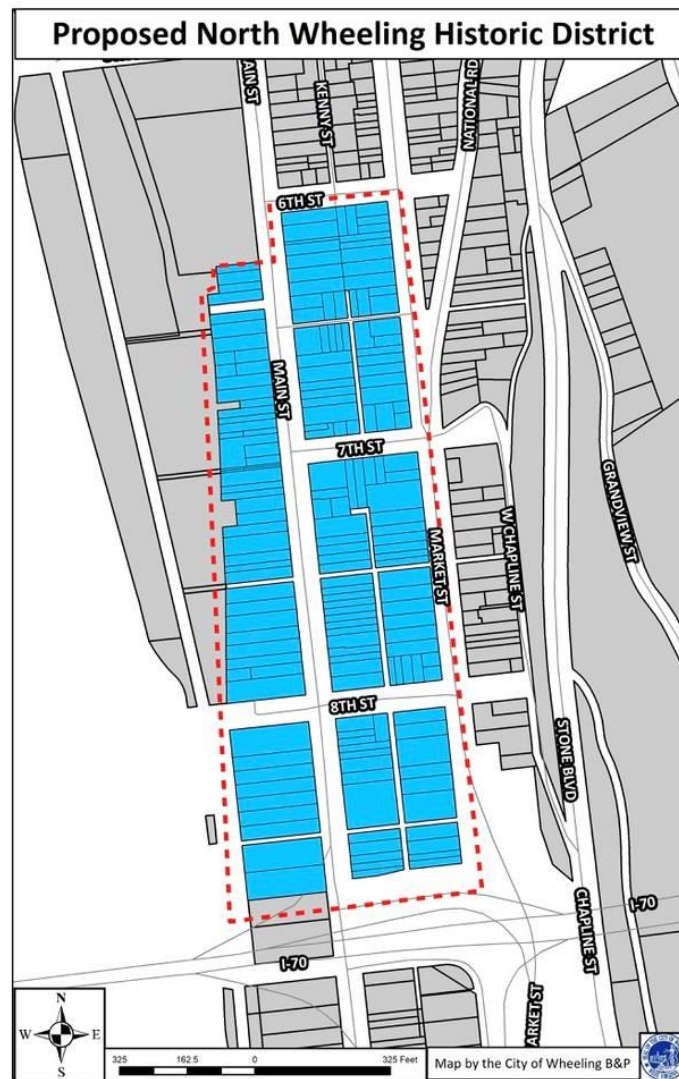 Proposed North Wheeling Historic District
AIN ST
KENNY ST
NATIONAL RD
6TH ST
MAIN ST
7TH ST
GRANDVIEW ST
W CHAPLINE ST
MARKET ST
8TH ST
STONE BLVD
CHAPLINE ST
I-70
I-70
ARKET ST
N
W E
S
325 162.5 0 325 Feet
Map by the City of Wheeling B&P